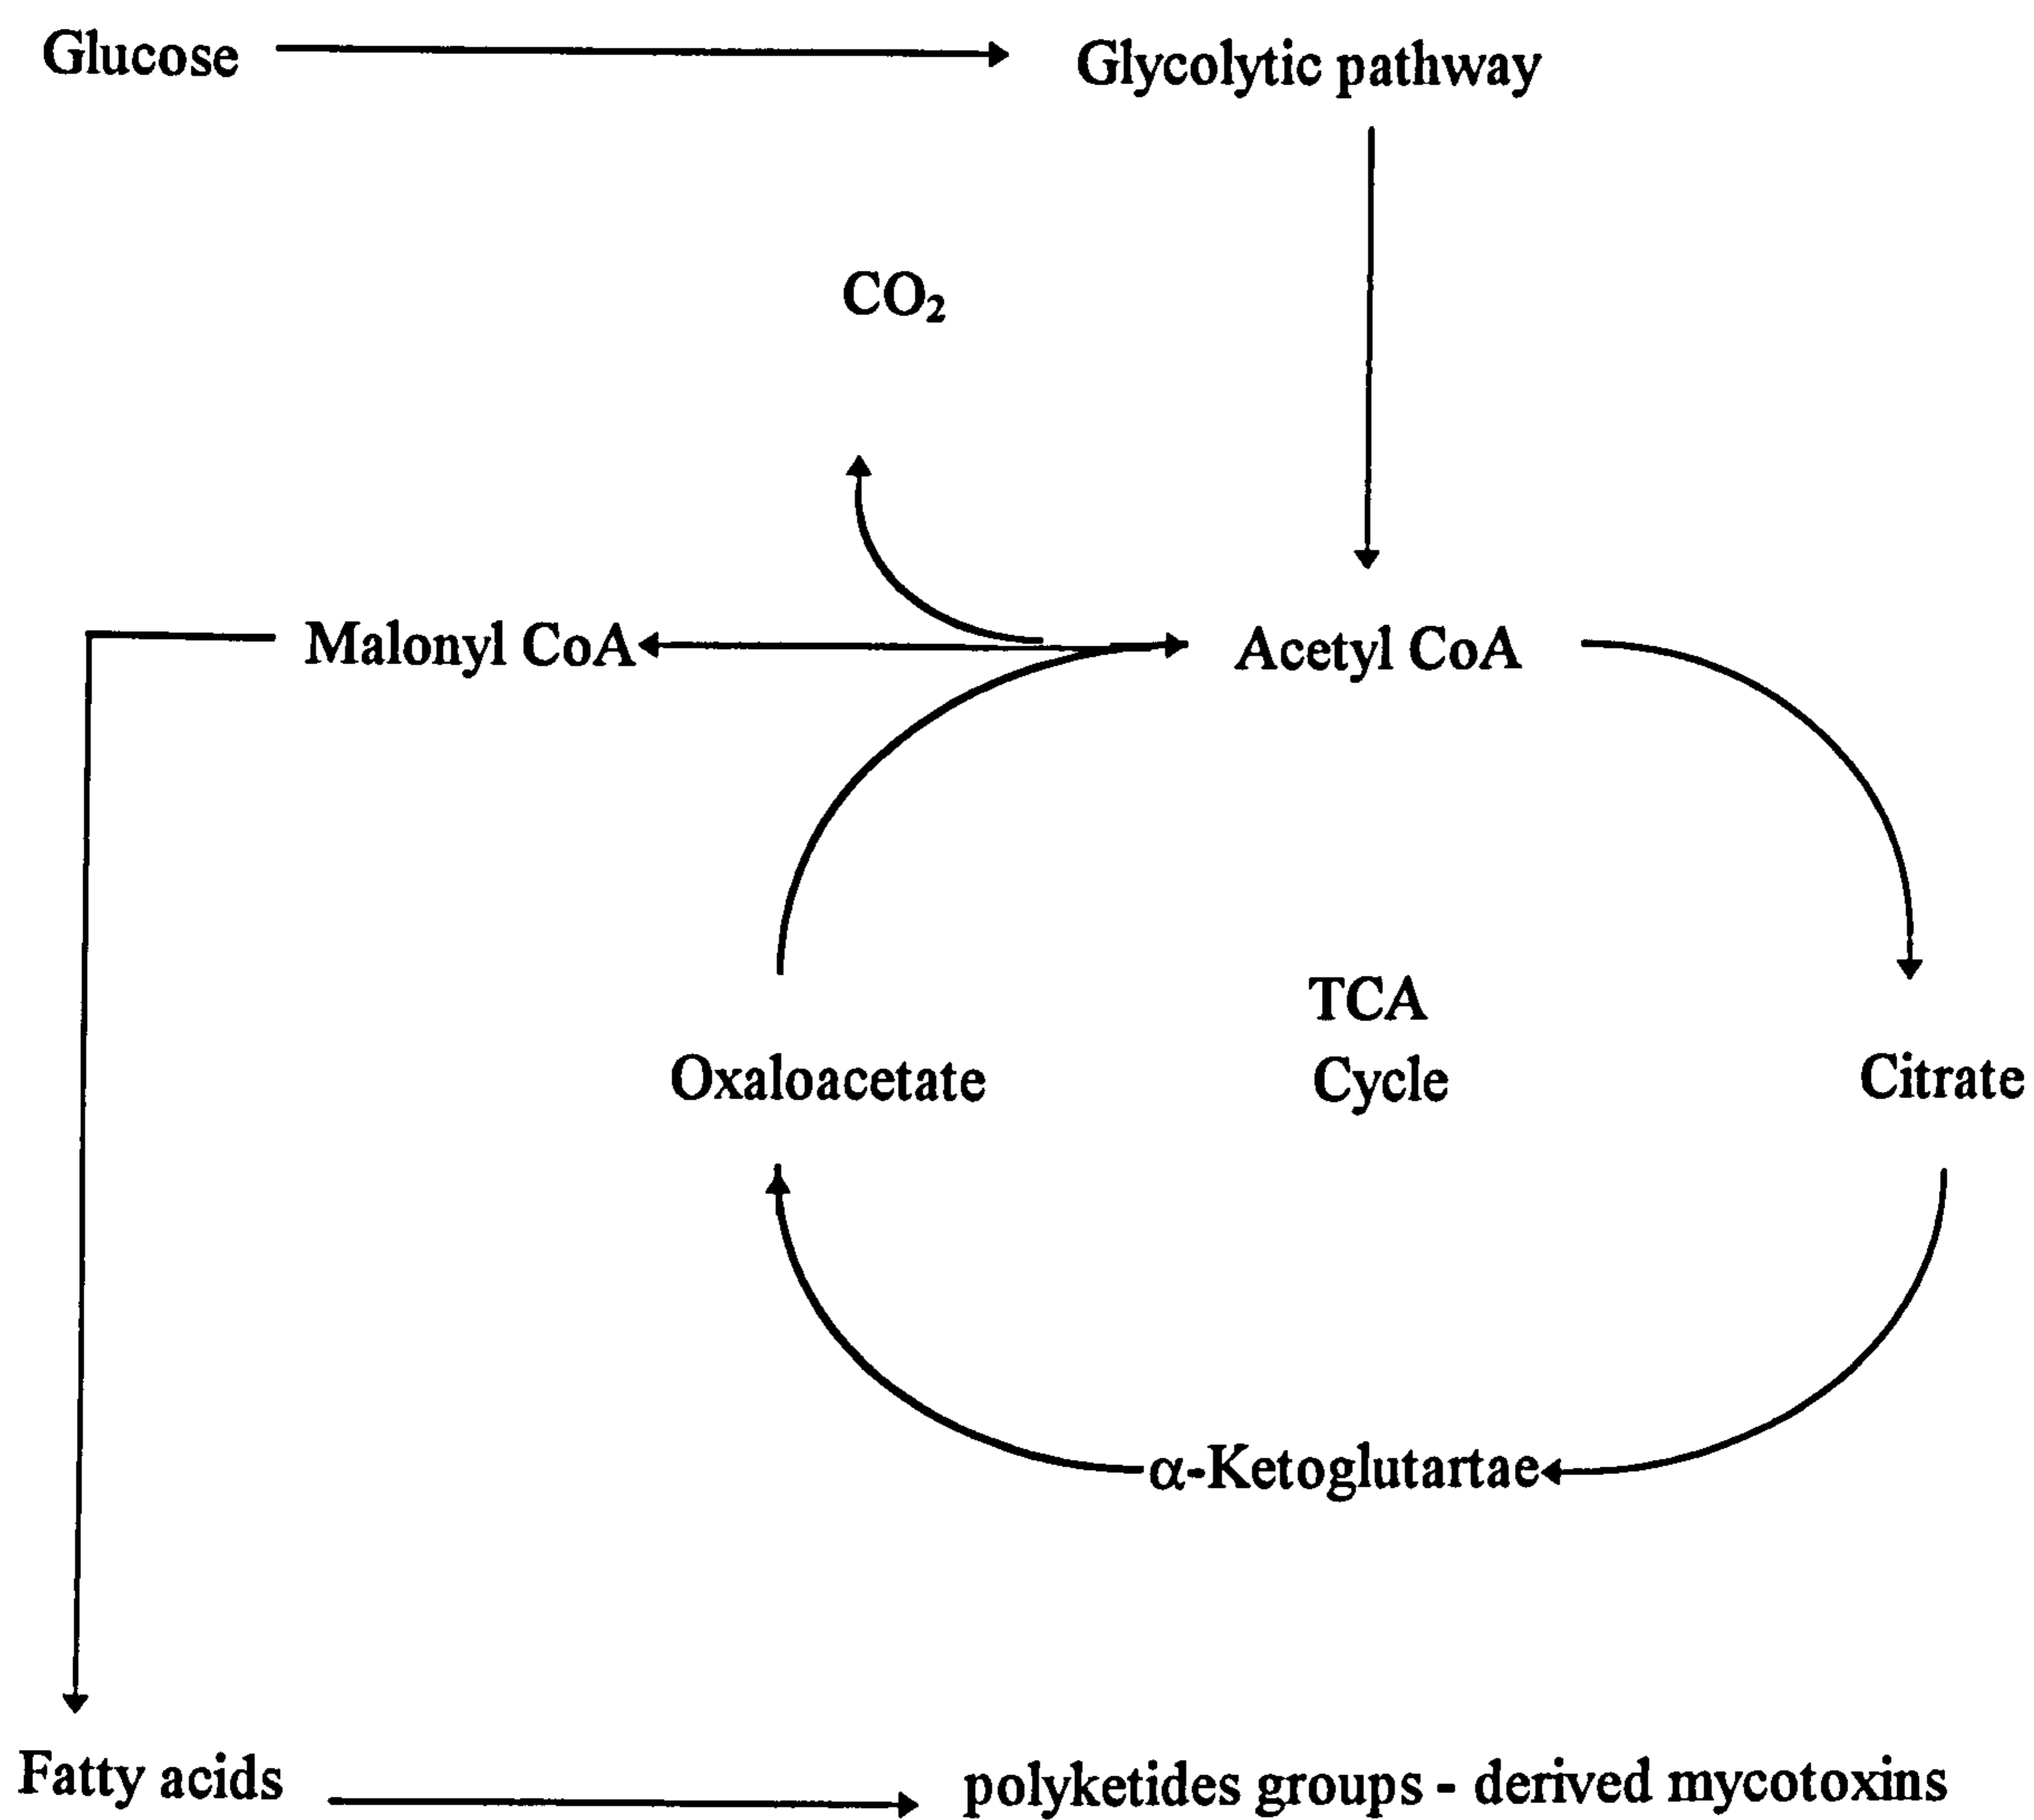 Glucose
Glycolytic pathway
CO₂
Malonyl CoA
Acetyl CoA
TCA
Cycle
Oxaloacetate
Citrate
α-Ketoglutartae
Fatty acids
polyketides groups - derived mycotoxins